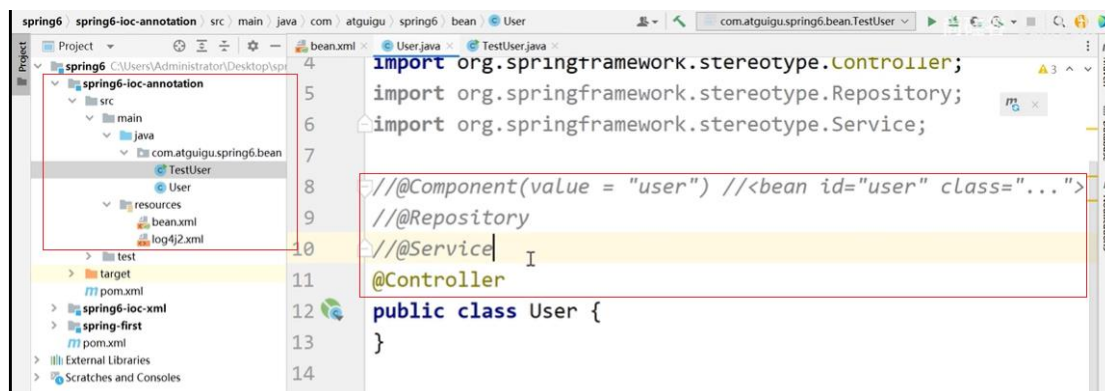 spring6 > spring6-ioc-annotation > src > main > java > com > atguigu > spring6 > bean > User
com.atguigu.spring6.bean.TestUser
Project
bean.xml
User.java
TestUser.java
Project
spring6 C:\Users\Administrator\Desktop\spr
spring6-ioc-annotation
src
main
java
com.atguigu.spring6.bean
TestUser
User
resources
bean.xml
log4j2.xml
test
target
pom.xml
spring6-ioc-xml
spring-first
pom.xml
External Libraries
Scratches and Consoles
4 import org.springframework.stereotype.Controller;
3
5 import org.springframework.stereotype.Repository;
6 import org.springframework.stereotype.Service;
7
8 //@Component(value = "user") //<bean id="user" class="...">
9 //@Repository
10 //@Service
11 @Controller
12 public class User {
13 }
14